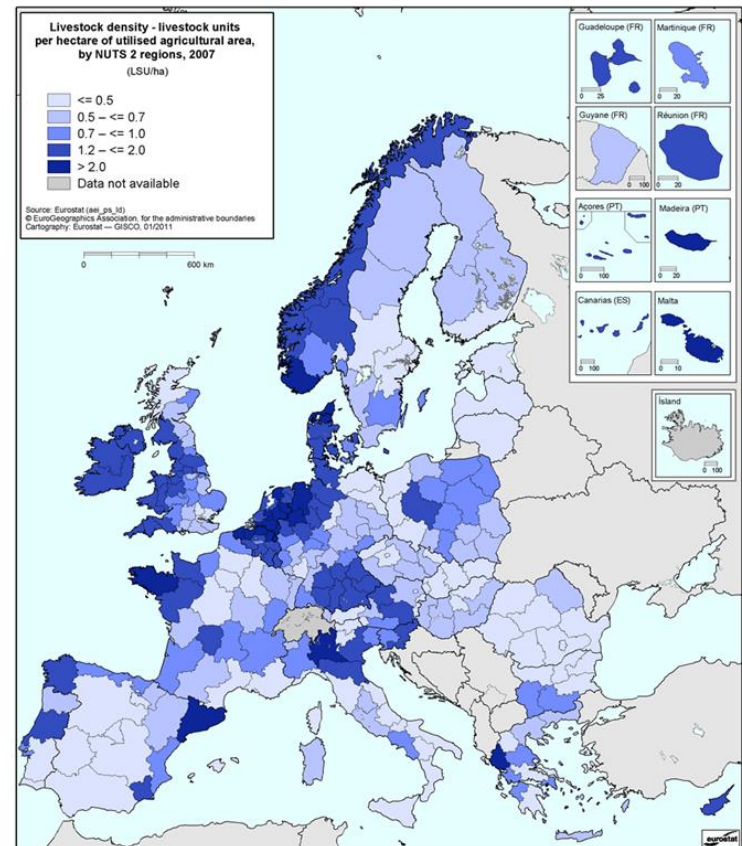 Livestock density - livestock units
per hectare of utilised agricultural area,
by NUTS 2 regions, 2007
(LSU/ha)
<= 0.5
0.5 – <= 0.7
0.7 – <= 1.0
1.2 – <= 2.0
> 2.0
Data not available
Source: Eurostat (aei_ps_ld)
© EuroGeographics Association, for the administrative boundaries
Cartography: Eurostat — GISCO, 01/2011
0 600 km
Guadeloupe (FR)
0 25
Martinique (FR)
0 20
Guyane (FR)
0 100
Réunion (FR)
0 20
Açores (PT)
0 100
Madeira (PT)
0 20
Canarias (ES)
0 100
Malta
0 10
Ísland
0 100
eurostat